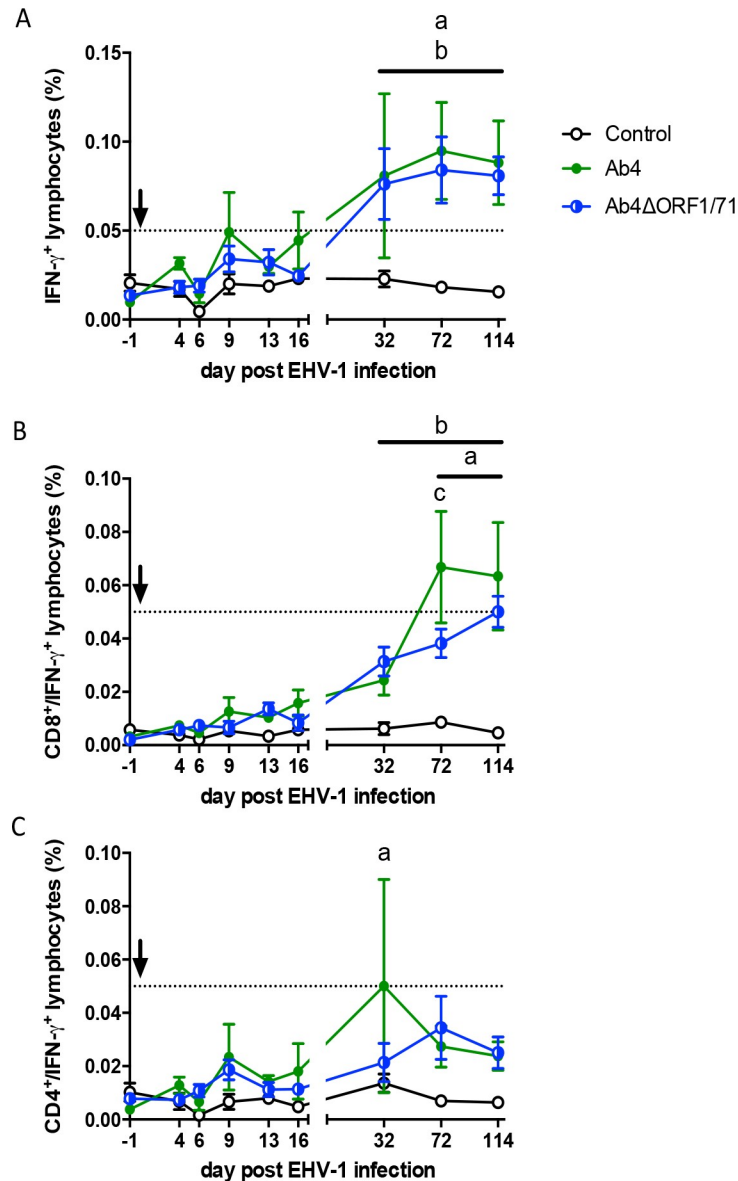 A
a
b
0.15
0.10
0.05
0.00
IFN-γ+ lymphocytes (%)
-1 4 6 9 13 16 32 72 114
day post EHV-1 infection
Control
Ab4
Ab4ΔORF1/71
B
b
a
c
0.10
0.08
0.06
0.04
0.02
0.00
CD8+/IFN-γ+ lymphocytes (%)
-1 4 6 9 13 16 32 72 114
day post EHV-1 infection
C
a
0.10
0.08
0.06
0.04
0.02
0.00
CD4+/IFN-γ+ lymphocytes (%)
-1 4 6 9 13 16 32 72 114
day post EHV-1 infection